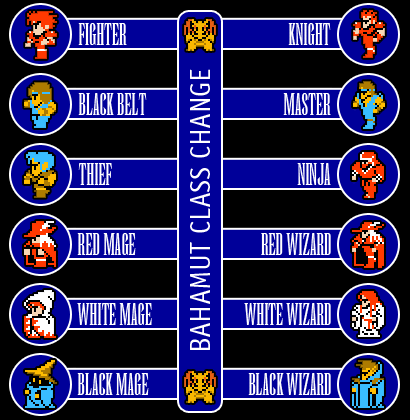 FIGHTER
KNIGHT
BLACK BELT
MASTER
THIEF
NINJA
RED MAGE
RED WIZARD
WHITE MAGE
WHITE WIZARD
BLACK MAGE
BLACK WIZARD
BAHAMUT CLASS CHANGE